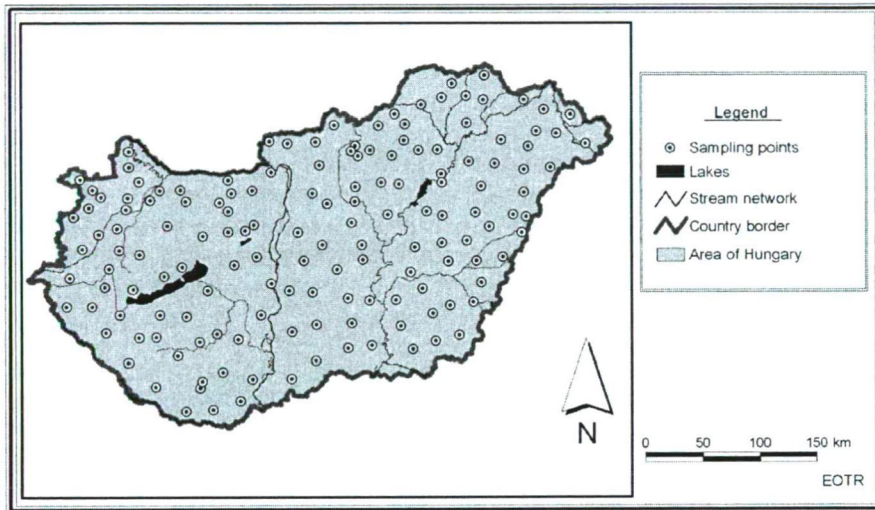 Legend
Sampling points
Lakes
Stream network
Country border
Area of Hungary
N
0 50 100 150 km
EOTR